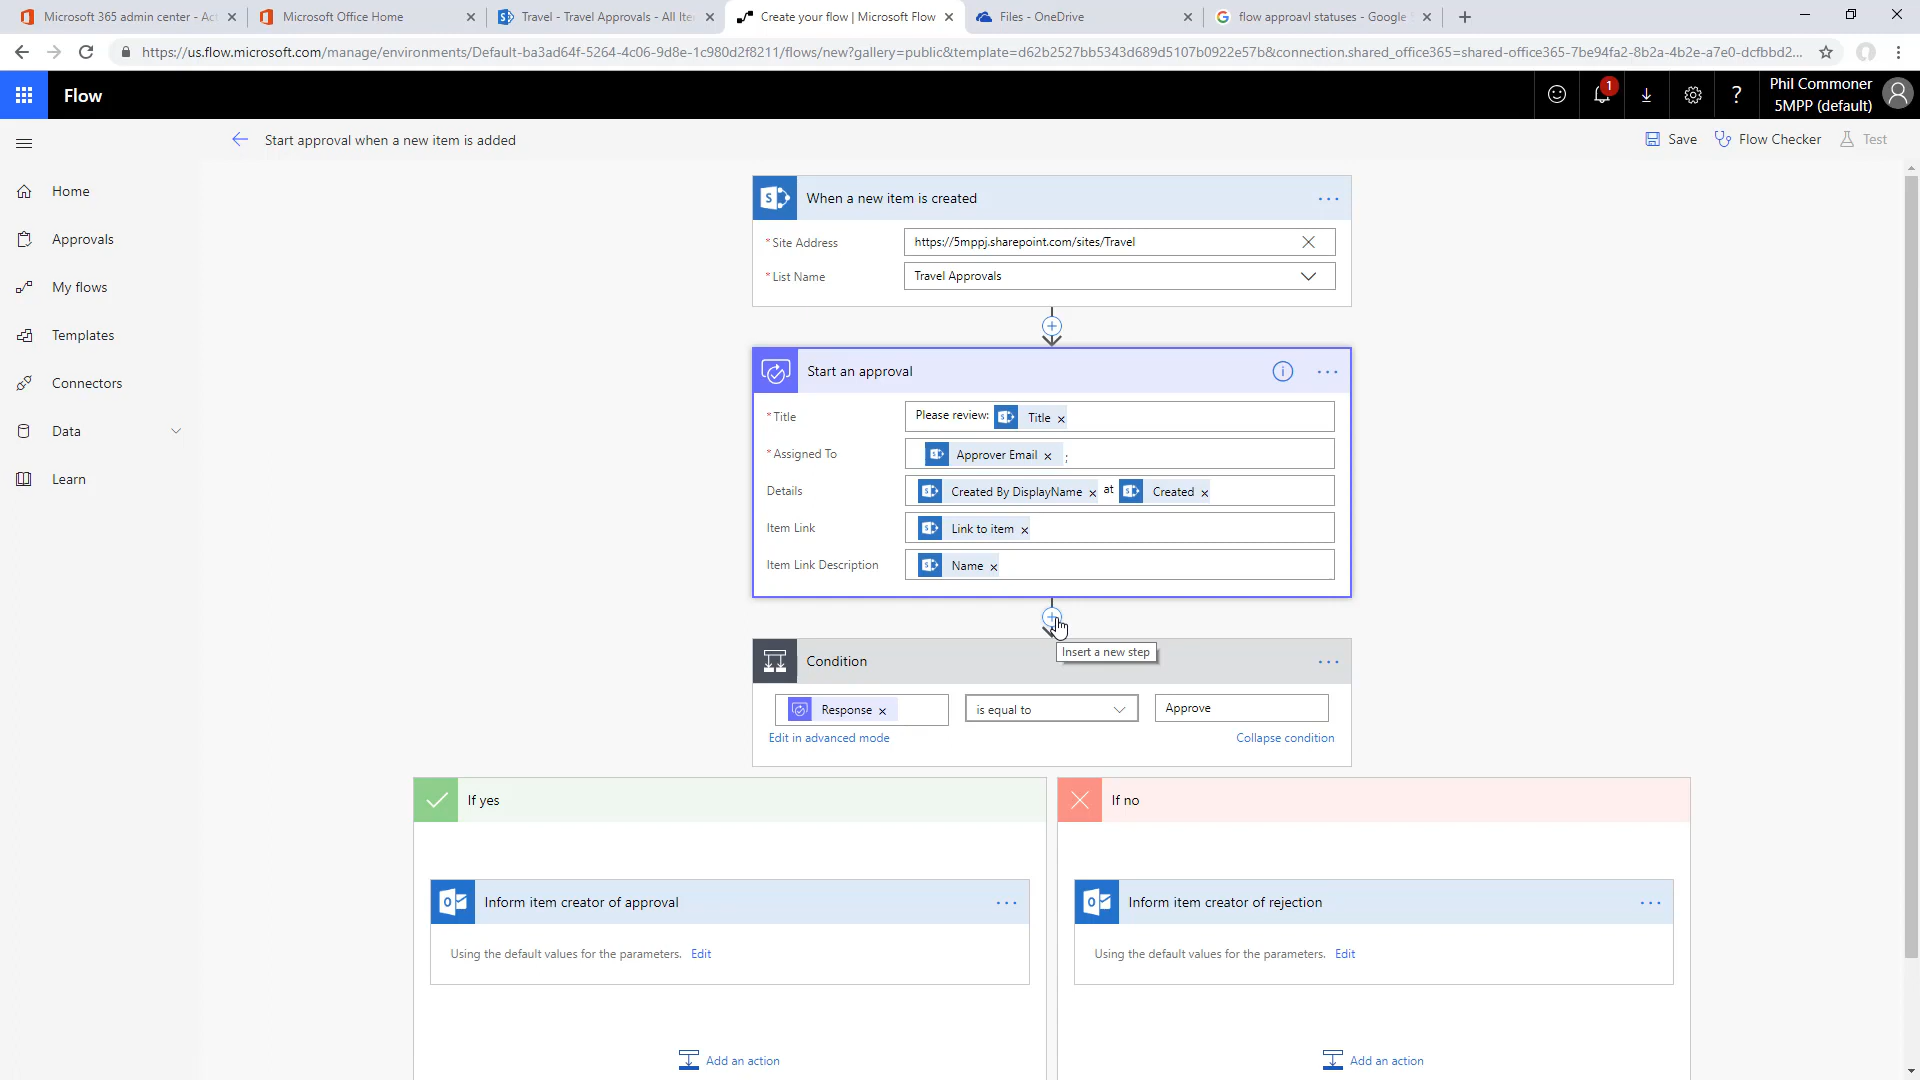 Microsoft 365 admin center - Act
Microsoft Office Home
Travel - Travel Approvals - All Ite
Create your flow | Microsoft Flow
Files - OneDrive
flow approavl statuses - Google
https://us.flow.microsoft.com/manage/environments/Default-ba3ad64f-5264-4c06-9d8e-1c980d2f8211/flows/new?gallery=public&template=d62b2527bb5343d689d5107b0922e57b&connection.shared_office365=shared-office365-7be94fa2-8b2a-4b2e-a7e0-dcfbbd2...
Flow
1
?
Phil Commoner
5MPP (default)
Start approval when a new item is added
Save
Flow Checker
Test
Home
Approvals
My flows
Templates
Connectors
Data
Learn
When a new item is created
* Site Address
https://5mppj.sharepoint.com/sites/Travel
* List Name
Travel Approvals
Start an approval
* Title
Please review: Title
* Assigned To
Approver Email ;
Details
Created By DisplayName at Created
Item Link
Link to item
Item Link Description
Name
Insert a new step
Condition
Response
is equal to
Approve
Edit in advanced mode
Collapse condition
If yes
If no
Inform item creator of approval
Using the default values for the parameters. Edit
Add an action
Inform item creator of rejection
Using the default values for the parameters. Edit
Add an action